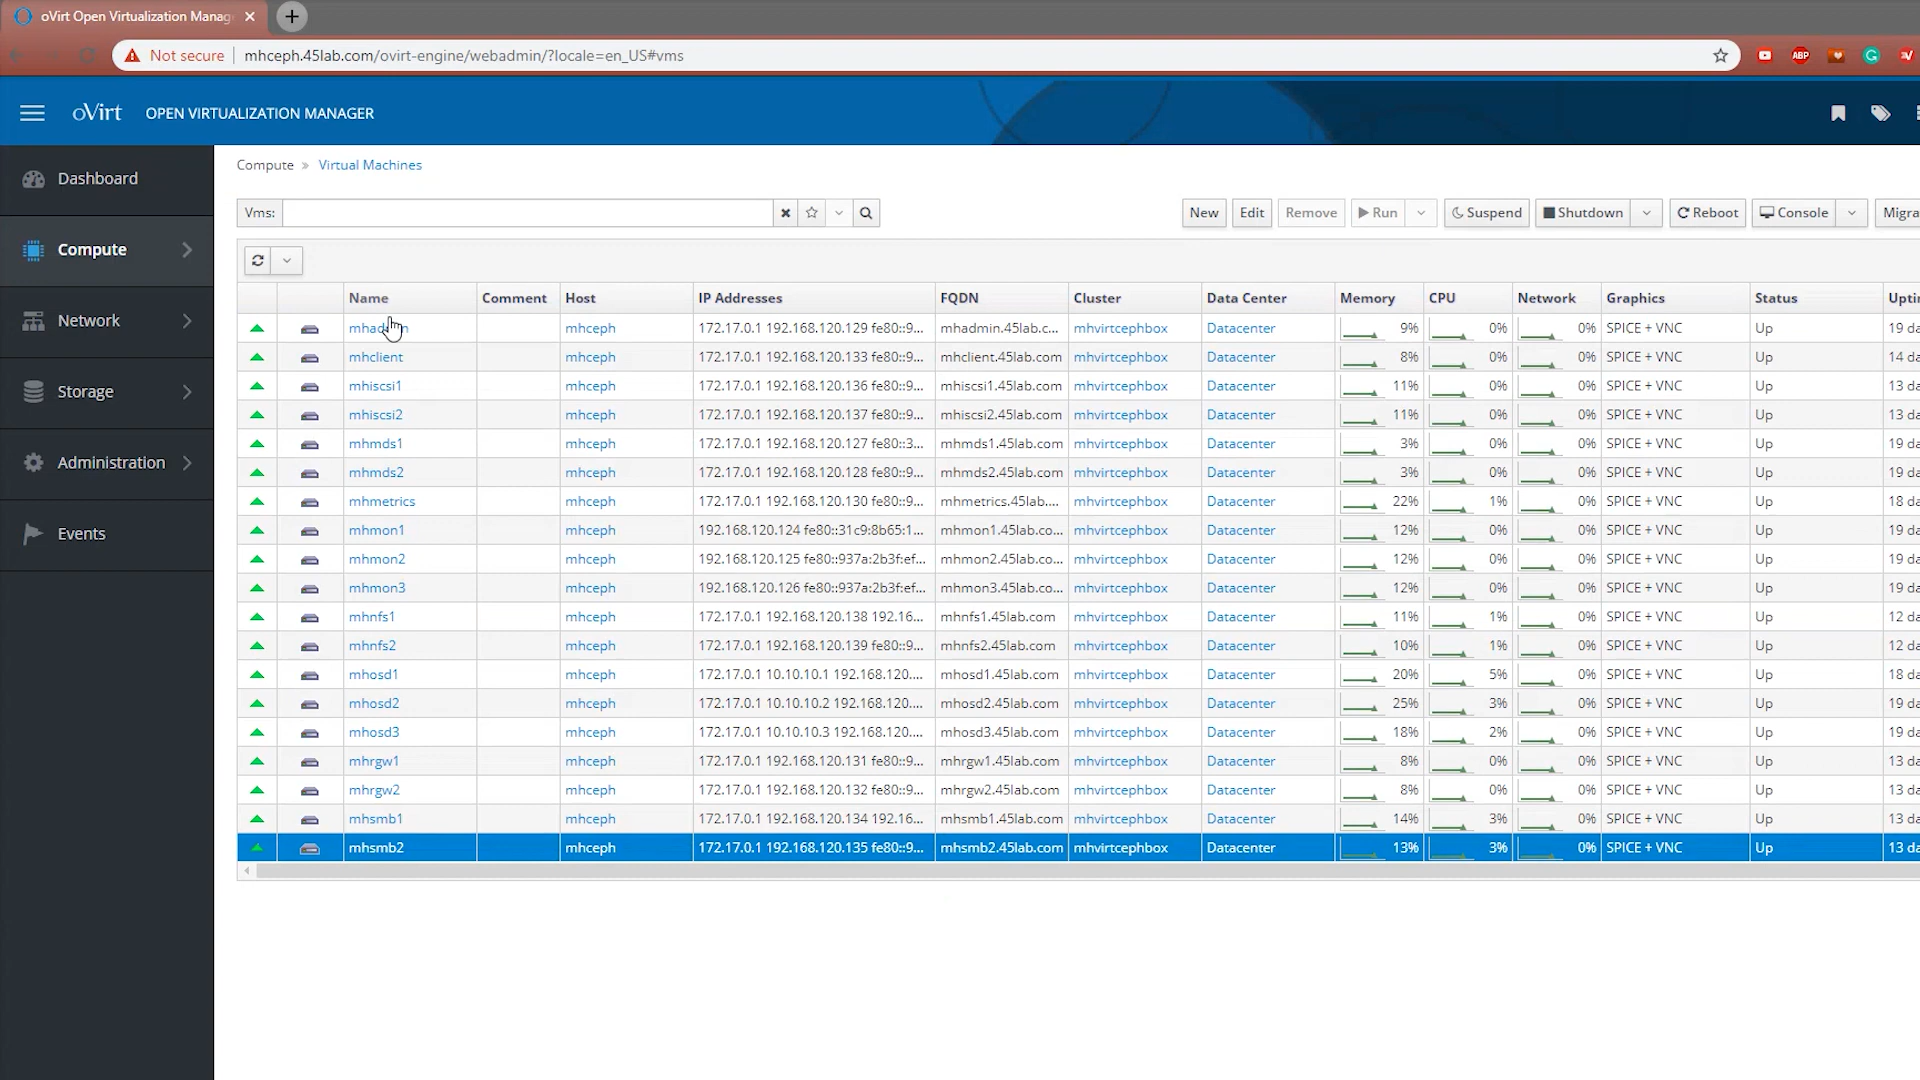 oVirt Open Virtualization Manag
Not secure mhceph.45lab.com/ovirt-engine/webadmin/?locale=en_US#vms
ABP
oVirt OPEN VIRTUALIZATION MANAGER
Dashboard
Compute
Network
Storage
Administration
Events
Compute » Virtual Machines
Vms:
New Edit Remove Run Suspend Shutdown Reboot Console Migra
Name Comment Host IP Addresses FQDN Cluster Data Center Memory CPU Network Graphics Status Uptin
mhceph 172.17.0.1 192.168.120.129 fe80::9... mhadmin.45lab.c... mhvirtcephbox Datacenter 9% 0% 0% SPICE + VNC Up 19 da
mhclient mhceph 172.17.0.1 192.168.120.133 fe80::9... mhclient.45lab.com mhvirtcephbox Datacenter 8% 0% 0% SPICE + VNC Up 14 da
mhiscsi1 mhceph 172.17.0.1 192.168.120.136 fe80::9... mhiscsi1.45lab.com mhvirtcephbox Datacenter 11% 0% 0% SPICE + VNC Up 13 da
mhiscsi2 mhceph 172.17.0.1 192.168.120.137 fe80::9... mhiscsi2.45lab.com mhvirtcephbox Datacenter 11% 0% 0% SPICE + VNC Up 13 da
mhmds1 mhceph 172.17.0.1 192.168.120.127 fe80::3... mhmds1.45lab.com mhvirtcephbox Datacenter 3% 0% 0% SPICE + VNC Up 19 da
mhmds2 mhceph 172.17.0.1 192.168.120.128 fe80::9... mhmds2.45lab.com mhvirtcephbox Datacenter 3% 0% 0% SPICE + VNC Up 19 da
mhmetrics mhceph 172.17.0.1 192.168.120.130 fe80::9... mhmetrics.45lab.... mhvirtcephbox Datacenter 22% 1% 0% SPICE + VNC Up 18 da
mhmon1 mhceph 192.168.120.124 fe80::31c9:8b65:1... mhmon1.45lab.co... mhvirtcephbox Datacenter 12% 0% 0% SPICE + VNC Up 19 da
mhmon2 mhceph 192.168.120.125 fe80::937a:2b3f:ef... mhmon2.45lab.co... mhvirtcephbox Datacenter 12% 0% 0% SPICE + VNC Up 19 da
mhmon3 mhceph 192.168.120.126 fe80::937a:2b3f:ef... mhmon3.45lab.co... mhvirtcephbox Datacenter 12% 0% 0% SPICE + VNC Up 19 da
mhnfs1 mhceph 172.17.0.1 192.168.120.138 192.16... mhnfs1.45lab.com mhvirtcephbox Datacenter 11% 1% 0% SPICE + VNC Up 12 da
mhnfs2 mhceph 172.17.0.1 192.168.120.139 fe80::9... mhnfs2.45lab.com mhvirtcephbox Datacenter 10% 1% 0% SPICE + VNC Up 12 da
mhosd1 mhceph 172.17.0.1 10.10.10.1 192.168.120.... mhosd1.45lab.com mhvirtcephbox Datacenter 20% 5% 0% SPICE + VNC Up 18 da
mhosd2 mhceph 172.17.0.1 10.10.10.2 192.168.120.... mhosd2.45lab.com mhvirtcephbox Datacenter 25% 3% 0% SPICE + VNC Up 19 da
mhosd3 mhceph 172.17.0.1 10.10.10.3 192.168.120.... mhosd3.45lab.com mhvirtcephbox Datacenter 18% 2% 0% SPICE + VNC Up 19 da
mhrgw1 mhceph 172.17.0.1 192.168.120.131 fe80::9... mhrgw1.45lab.com mhvirtcephbox Datacenter 8% 0% 0% SPICE + VNC Up 13 da
mhrgw2 mhceph 172.17.0.1 192.168.120.132 fe80::9... mhrgw2.45lab.com mhvirtcephbox Datacenter 8% 0% 0% SPICE + VNC Up 13 da
mhsmb1 mhceph 172.17.0.1 192.168.120.134 192.16... mhsmb1.45lab.com mhvirtcephbox Datacenter 14% 3% 0% SPICE + VNC Up 13 da
mhsmb2 mhceph 172.17.0.1 192.168.120.135 fe80::9... mhsmb2.45lab.com mhvirtcephbox Datacenter 13% 3% 0% SPICE + VNC Up 13 da